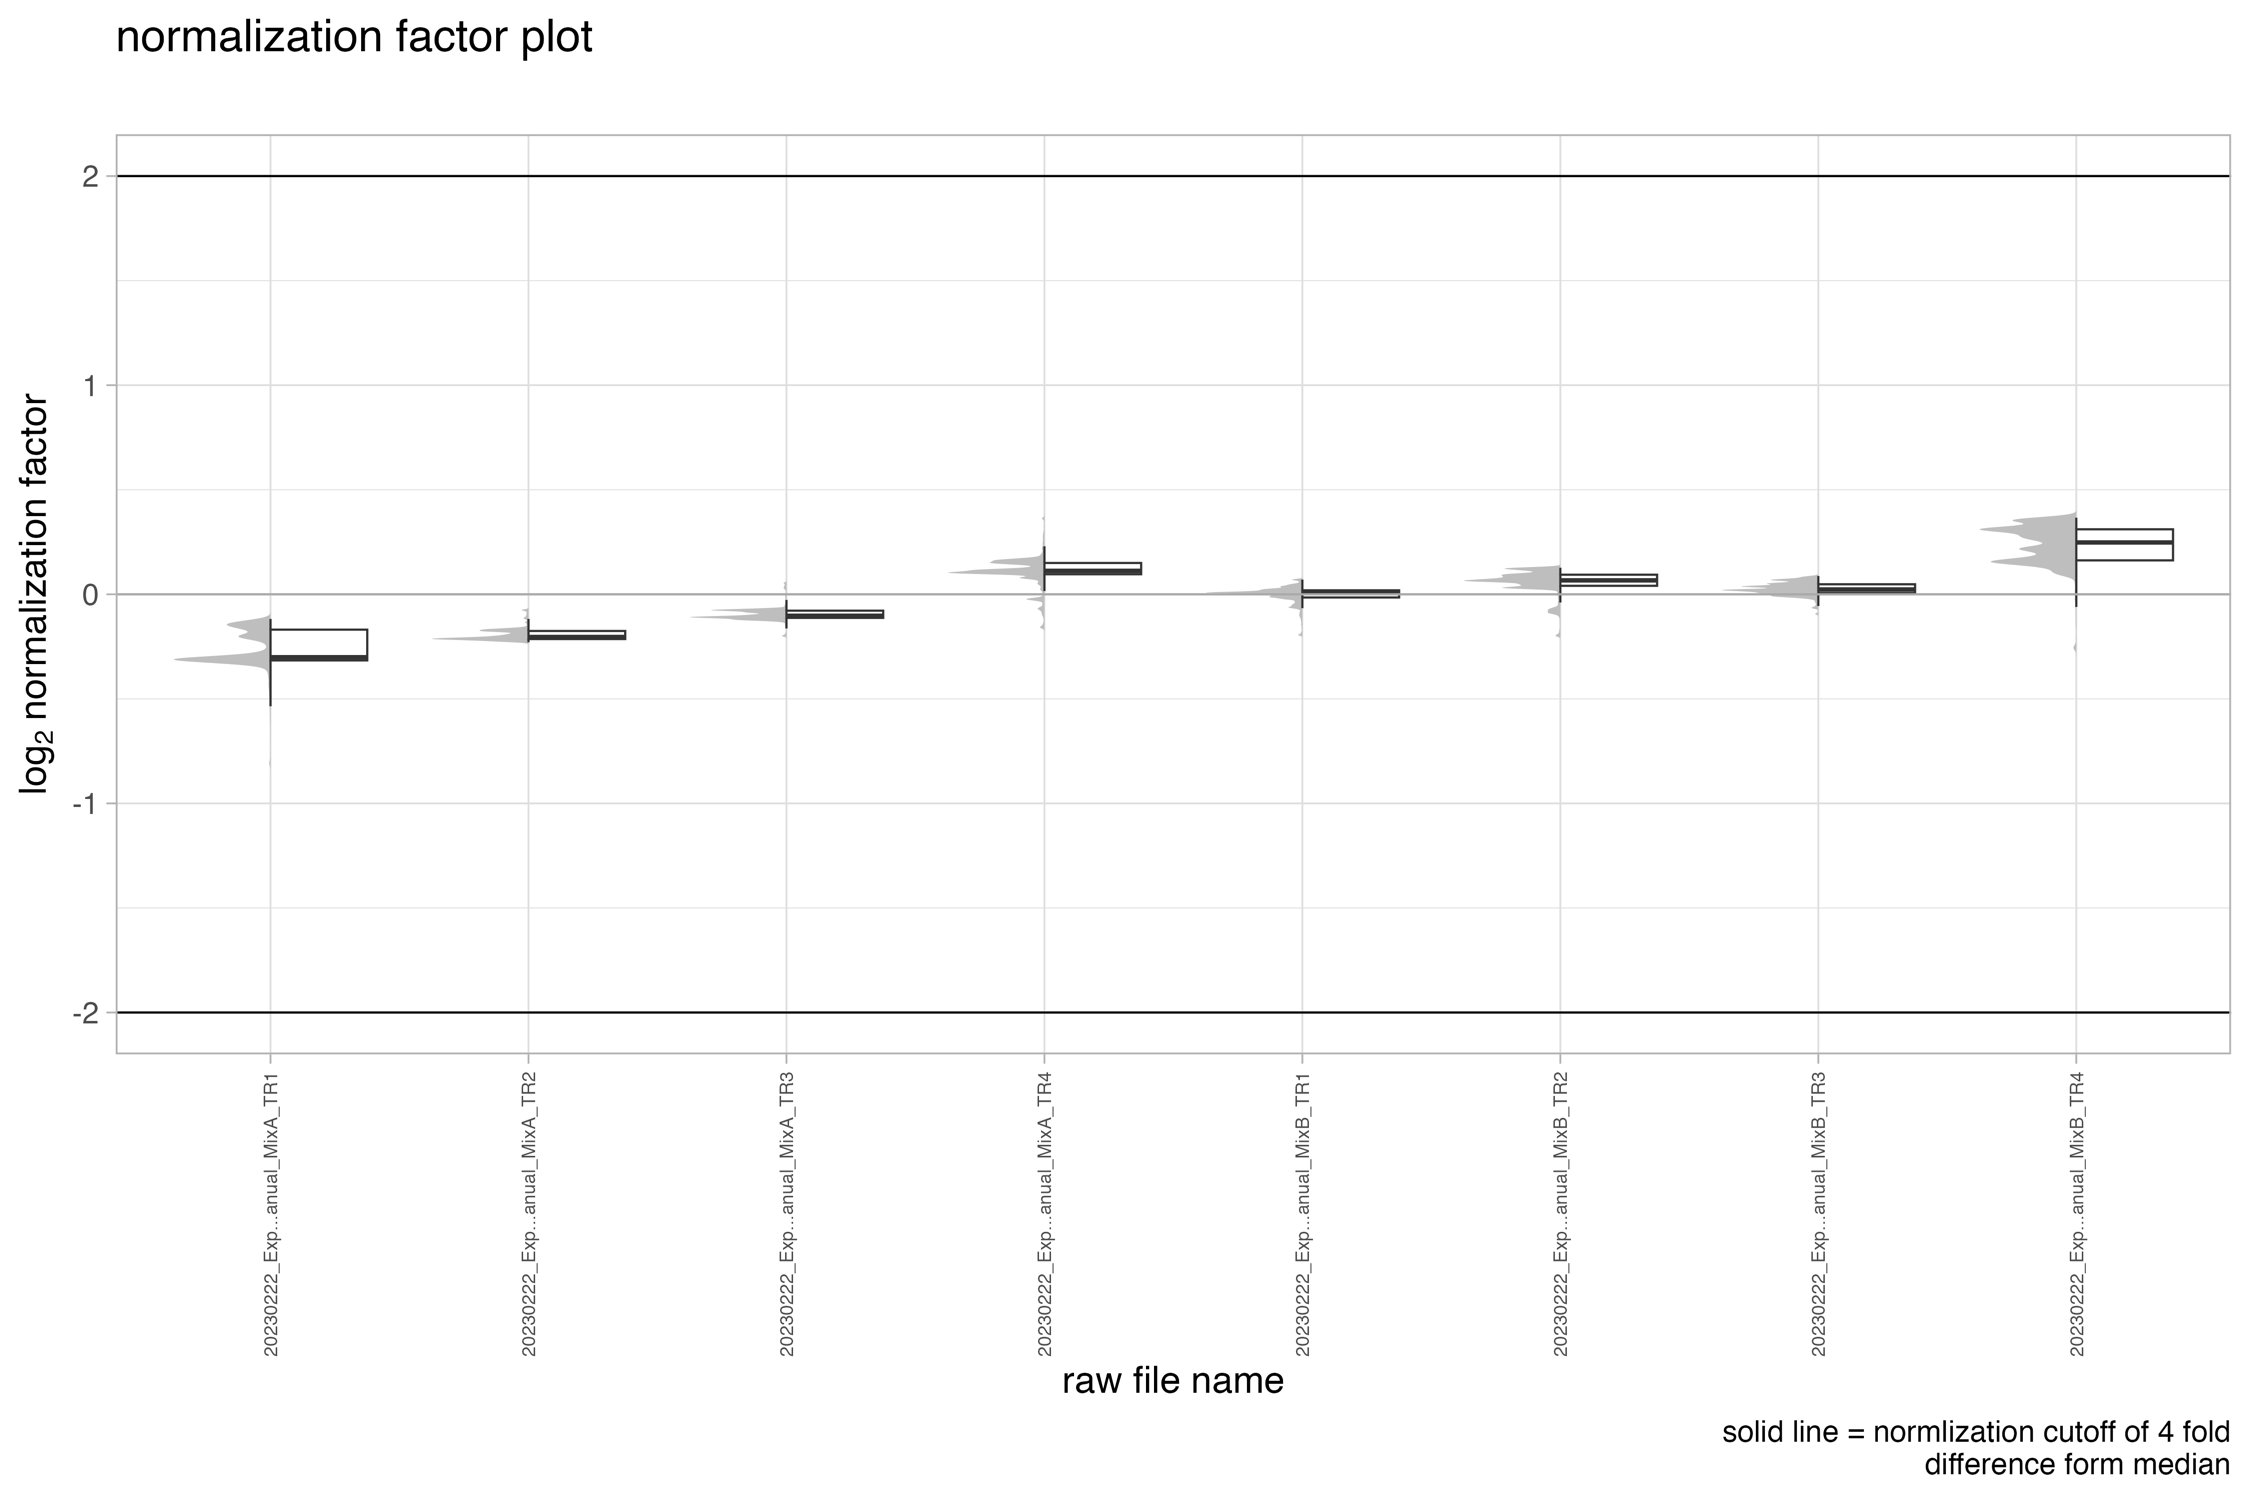 normalization factor plot
log2 normalization factor
2
1
0
-1
-2
20230222_Exp...anual_MixA_TR1
20230222_Exp...anual_MixA_TR2
20230222_Exp...anual_MixA_TR3
20230222_Exp...anual_MixA_TR4
20230222_Exp...anual_MixB_TR1
20230222_Exp...anual_MixB_TR2
20230222_Exp...anual_MixB_TR3
20230222_Exp...anual_MixB_TR4
raw file name
solid line = normlization cutoff of 4 fold
difference form median